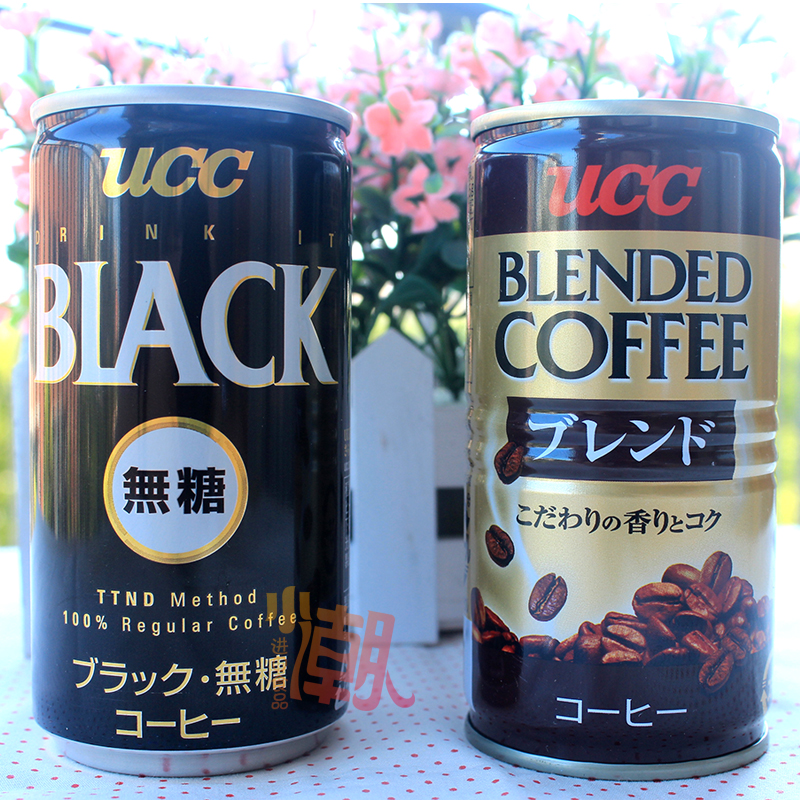 UCC
DRINK IT
BLACK
無糖
TTND Method
100% Regular Coffee
ブラック・無糖
コーヒー
UCC
BLENDED
COFFEE
ブレンド
こだわりの香りとコク
コーヒー
潮